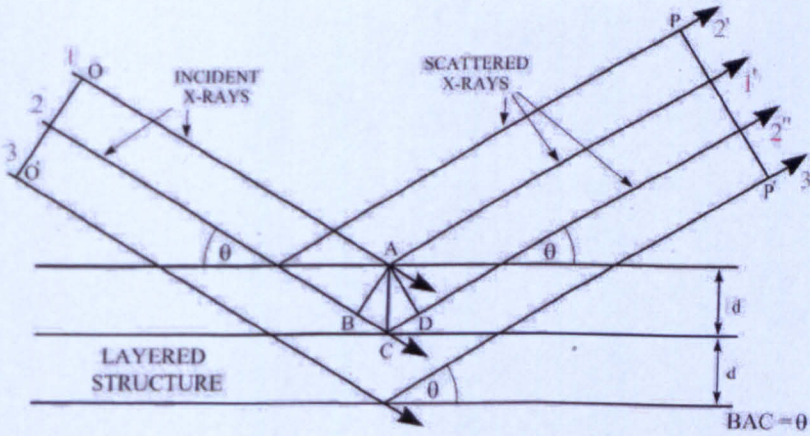 P
2'
1
O
INCIDENT
X-RAYS
SCATTERED
X-RAYS
1'
2
2"
3
O'
P'
3
θ
A
θ
B
D
d
C
LAYERED
STRUCTURE
θ
d
BAC = θ